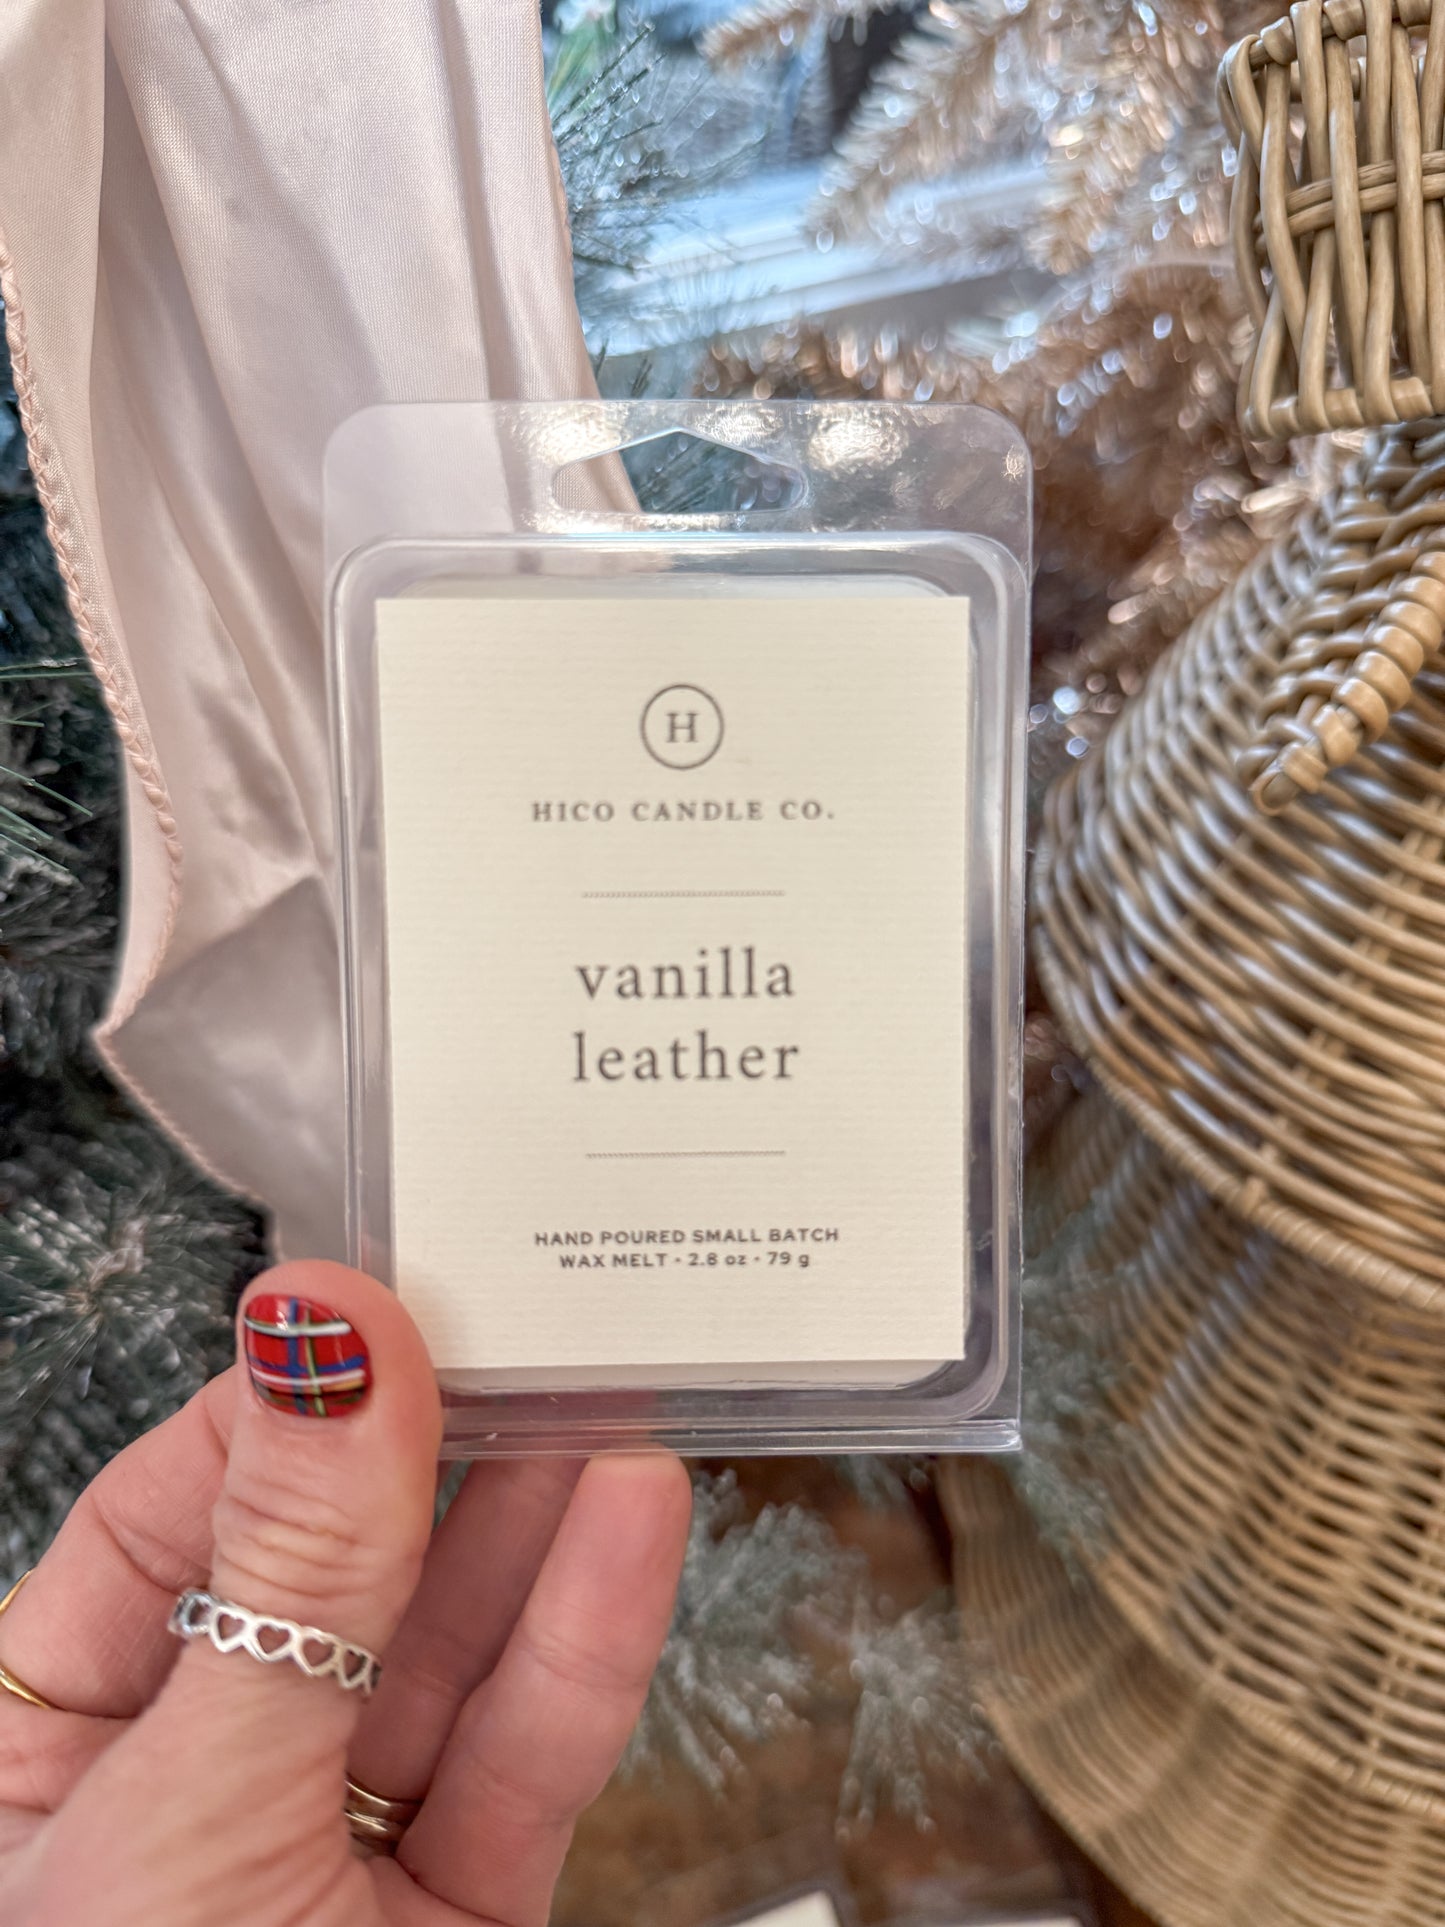 H
HICO CANDLE CO.
vanilla
leather
HAND POURED SMALL BATCH
WAX MELT • 2.8 oz • 79 g